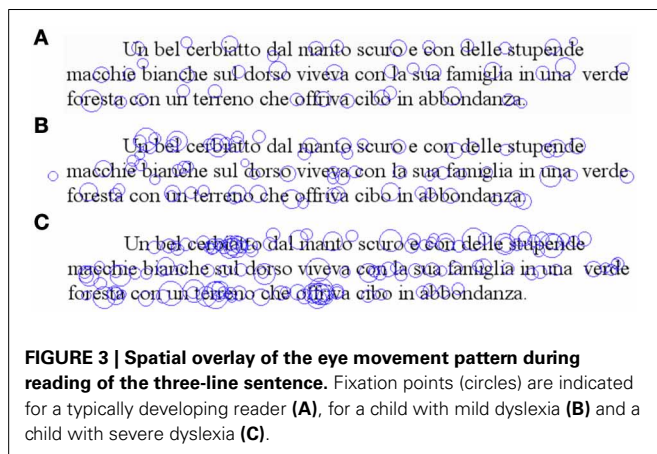 A
Un bel cerbiatto dal manto scuro e con delle stupende
macchie bianche sul dorso viveva con la sua famiglia in una verde
foresta con un terreno che offriva cibo in abbondanza.
B
Un bel cerbiatto dal manto scuro e con delle stupende
macchie bianche sul dorso viveva con la sua famiglia in una verde
foresta con un terreno che offriva cibo in abbondanza.
C
Un bel cerbiatto dal manto scuro e con delle stupende
macchie bianche sul dorso viveva con la sua famiglia in una verde
foresta con un terreno che offriva cibo in abbondanza.
FIGURE 3 | Spatial overlay of the eye movement pattern during
reading of the three-line sentence. Fixation points (circles) are indicated
for a typically developing reader (A), for a child with mild dyslexia (B) and a
child with severe dyslexia (C).